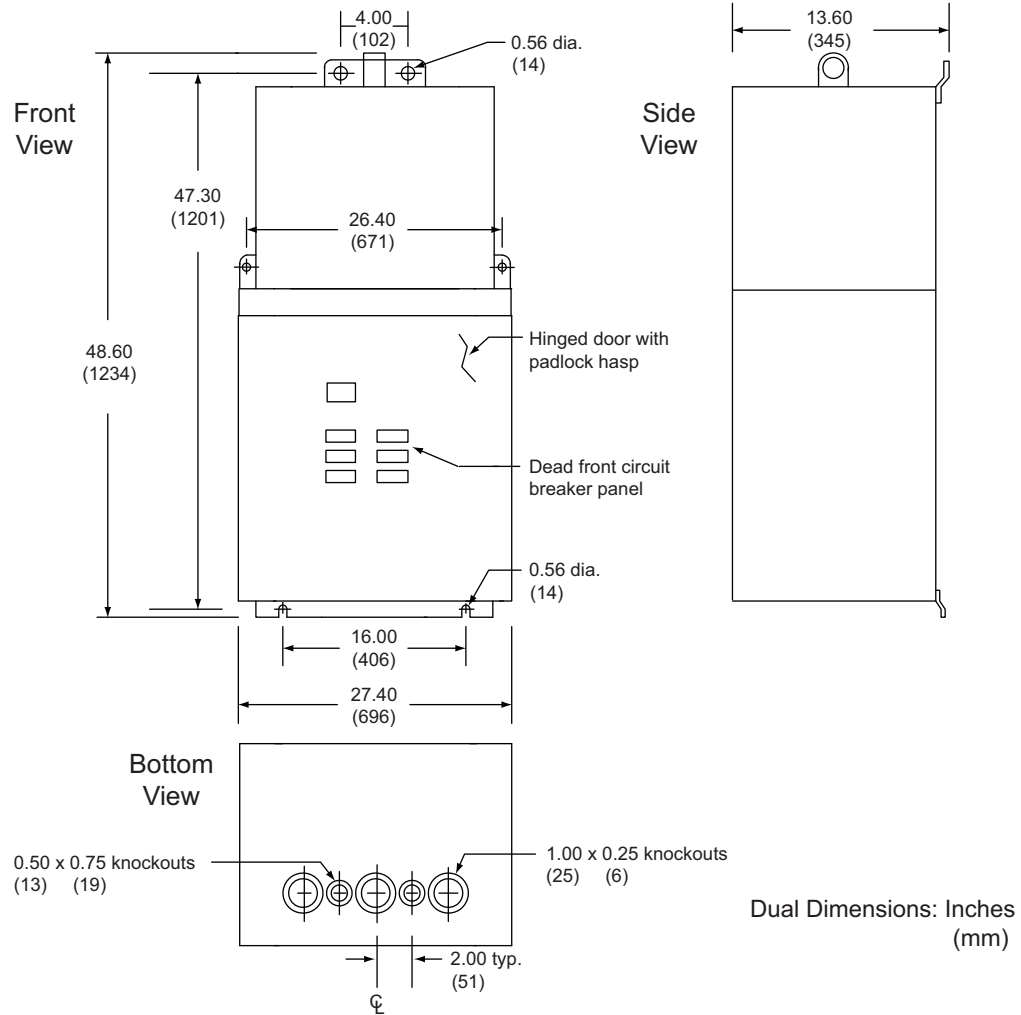 4.00
(102)
0.56 dia.
(14)
13.60
(345)
Front
View
Side
View
47.30
(1201)
26.40
(671)
48.60
(1234)
Hinged door with
padlock hasp
Dead front circuit
breaker panel
0.56 dia.
(14)
16.00
(406)
27.40
(696)
Bottom
View
0.50 x 0.75 knockouts
(13) (19)
1.00 x 0.25 knockouts
(25) (6)
Dual Dimensions: Inches
(mm)
2.00 typ.
(51)
℄